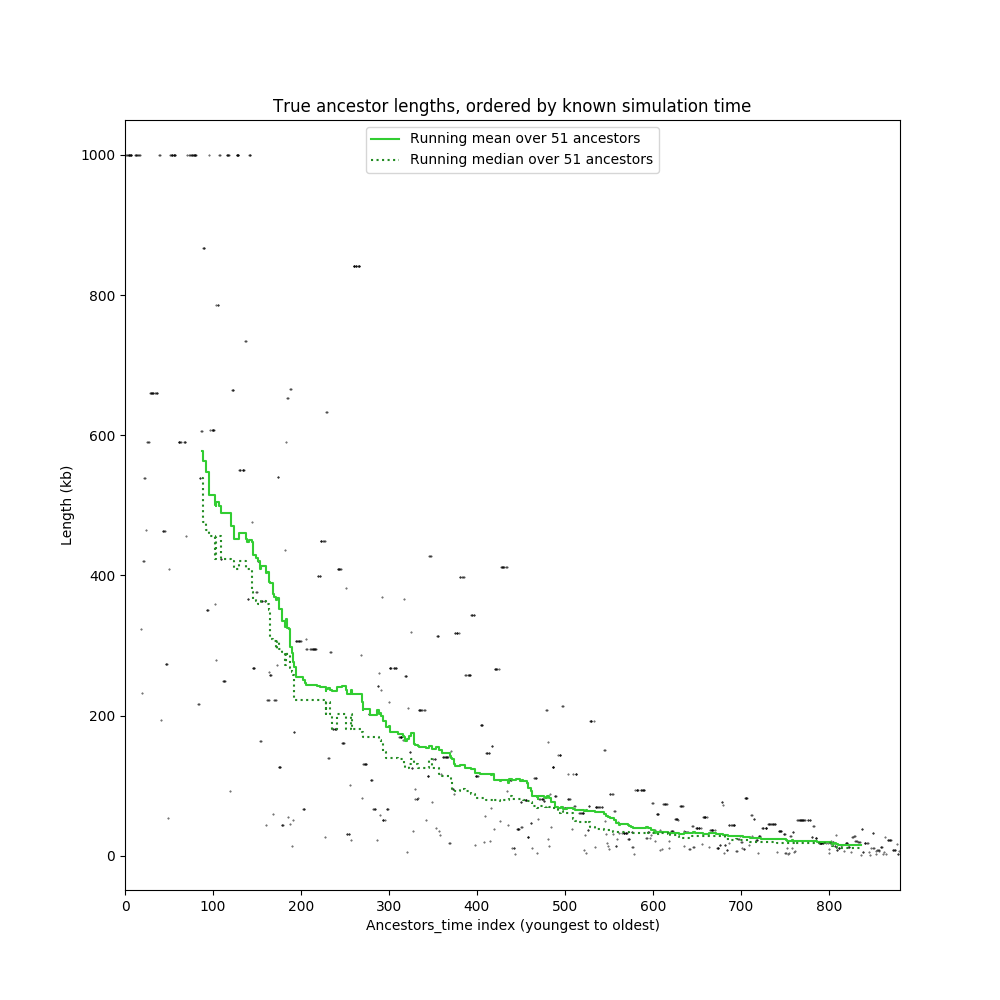 True ancestor lengths, ordered by known simulation time
Running mean over 51 ancestors
Running median over 51 ancestors
1000
800
600
400
200
0
Length (kb)
0 100 200 300 400 500 600 700 800
Ancestors_time index (youngest to oldest)